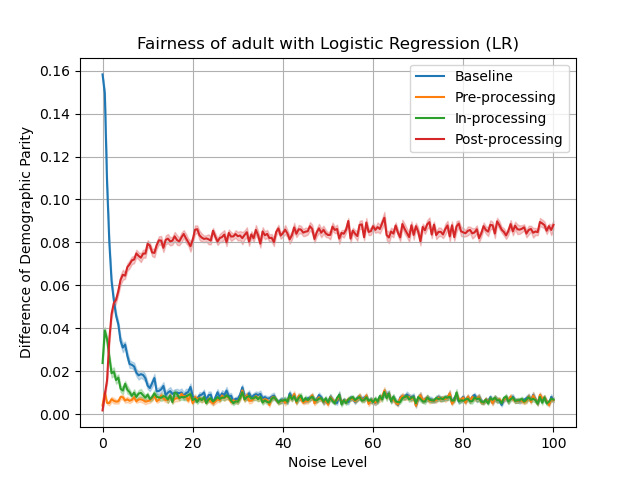 Fairness of adult with Logistic Regression (LR)
Baseline
Pre-processing
In-processing
Post-processing
Difference of Demographic Parity
0.16
0.14
0.12
0.10
0.08
0.06
0.04
0.02
0.00
0 20 40 60 80 100
Noise Level